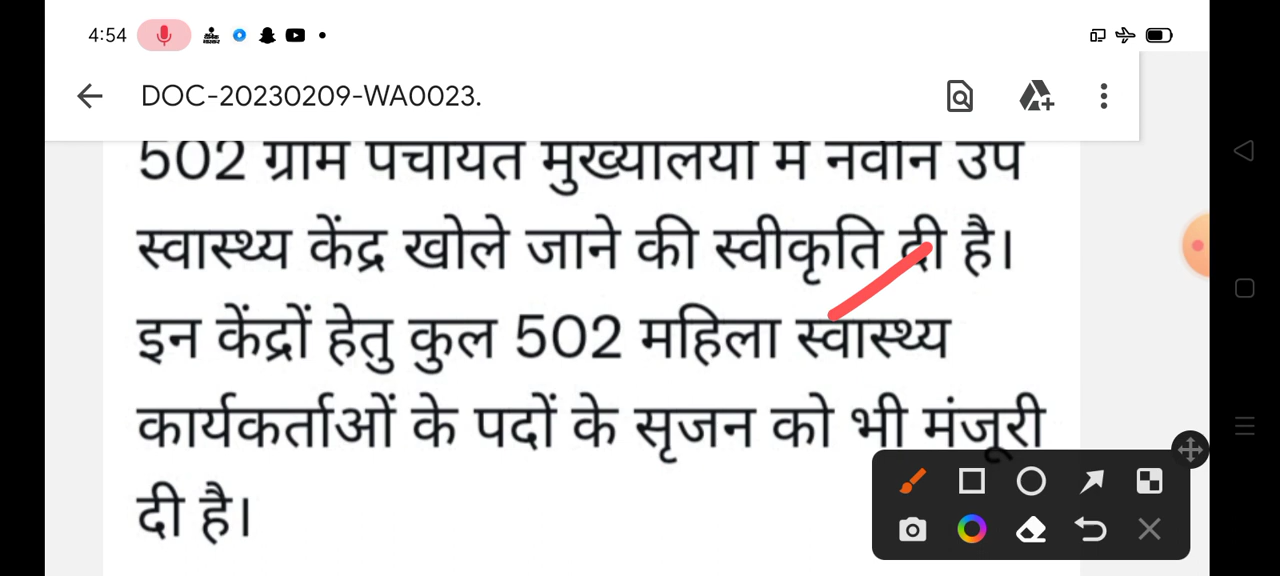 4:54
DOC-20230209-WA0023.
502 ग्राम पंचायत मुख्यालयों में नवीन उप
स्वास्थ्य केंद्र खोले जाने की स्वीकृति दी है।
इन केंद्रों हेतु कुल 502 महिला स्वास्थ्य
कार्यकर्ताओं के पदों के सृजन को भी मंजूरी
दी है।